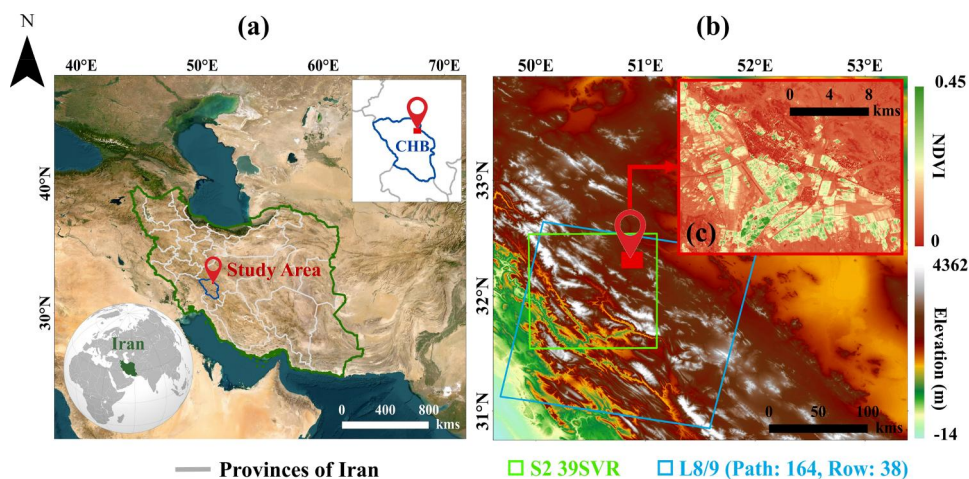 N
(a)
40°E 50°E 60°E 70°E
40°N
30°N
CHB
Study Area
Iran
0 400 800
kms
(b)
50°E 51°E 52°E 53°E
33°N
32°N
31°N
0 4 8
kms
(c)
0.45
NDVI
0
4362
Elevation (m)
-14
0 50 100
kms
Provinces of Iran
S2 39SVR
L8/9 (Path: 164, Row: 38)